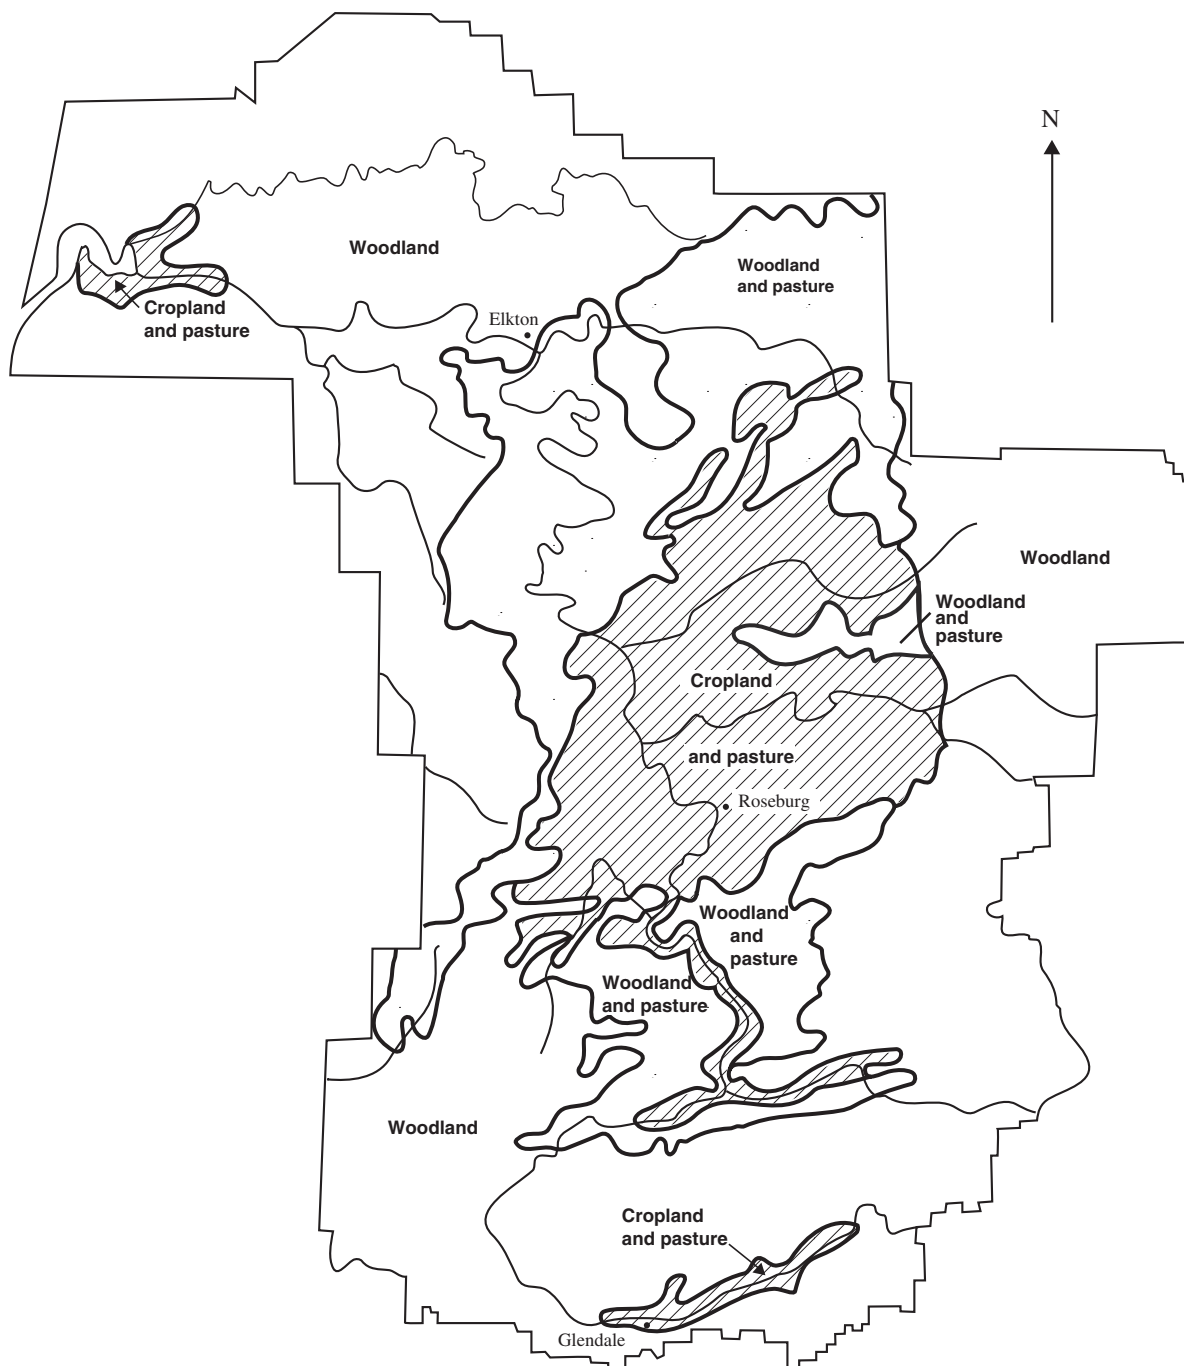 N
Woodland
Woodland
and pasture
Cropland
and pasture
Elkton
Woodland
Woodland
and
pasture
Cropland
and pasture
Roseburg
Woodland
and
pasture
Woodland
and pasture
Woodland
Cropland
and pasture
Glendale